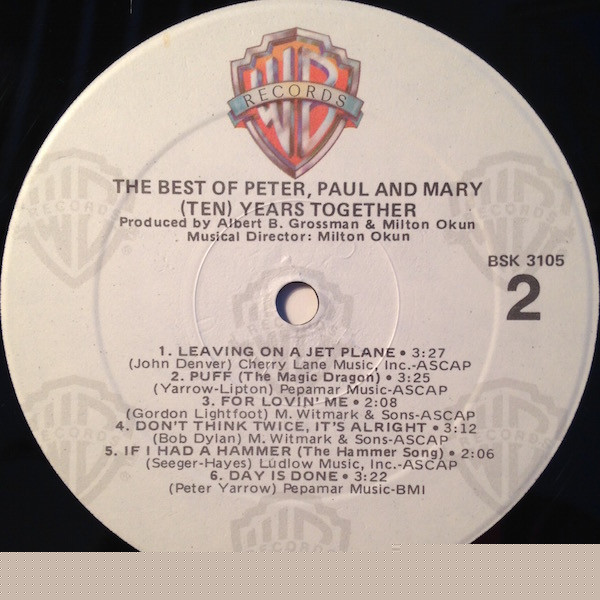 WB
RECORDS
THE BEST OF PETER, PAUL AND MARY
(TEN) YEARS TOGETHER
Produced by Albert B. Grossman & Milton Okun
Musical Director: Milton Okun
BSK 3105
2
1. LEAVING ON A JET PLANE • 3:27
(John Denver) Cherry Lane Music, Inc.-ASCAP
2. PUFF (The Magic Dragon) • 3:25
(Yarrow-Lipton) Pepamar Music-ASCAP
3. FOR LOVIN' ME • 2:08
(Gordon Lightfoot) M. Witmark & Sons-ASCAP
4. DON'T THINK TWICE, IT'S ALRIGHT • 3:12
(Bob Dylan) M. Witmark & Sons-ASCAP
5. IF I HAD A HAMMER (The Hammer Song) • 2:06
(Seeger-Hayes) Ludlow Music, Inc.-ASCAP
6. DAY IS DONE • 3:22
(Peter Yarrow) Pepamar Music-BMI